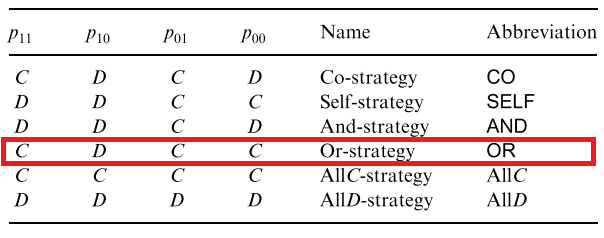 p11 p10 p01 p00 Name Abbreviation
C D C D Co-strategy CO
D D C C Self-strategy SELF
D D C D And-strategy AND
C D C C Or-strategy OR
C C C C AllC-strategy AllC
D D D D AllD-strategy AllD